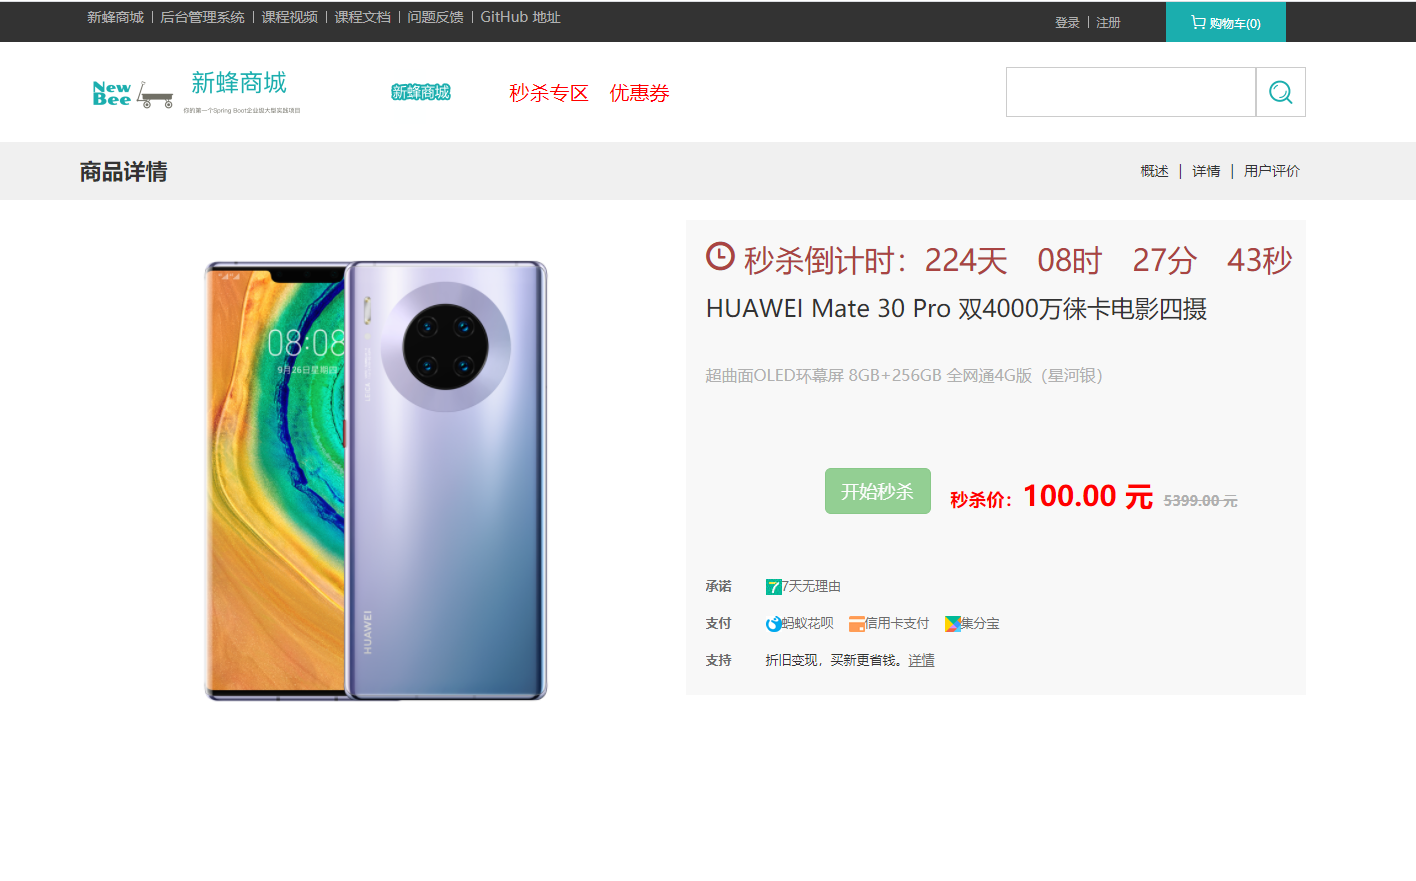 新蜂商城 | 后台管理系统 | 课程视频 | 课程文档 | 问题反馈 | GitHub 地址
登录 | 注册
购物车(0)
New Bee
新蜂商城
你的第一个Spring Boot企业级大型实践项目
新蜂商城
秒杀专区 优惠券
商品详情
概述 | 详情 | 用户评价
秒杀倒计时：224天 08时 27分 43秒
HUAWEI Mate 30 Pro 双4000万徕卡电影四摄
超曲面OLED环幕屏 8GB+256GB 全网通4G版（星河银）
08:08
9月26日星期四
HUAWEI
开始秒杀 秒杀价：100.00 元 5399.00 元
承诺 7天无理由
支付 蚂蚁花呗 信用卡支付 集分宝
支持 折旧变现，买新更省钱。详情